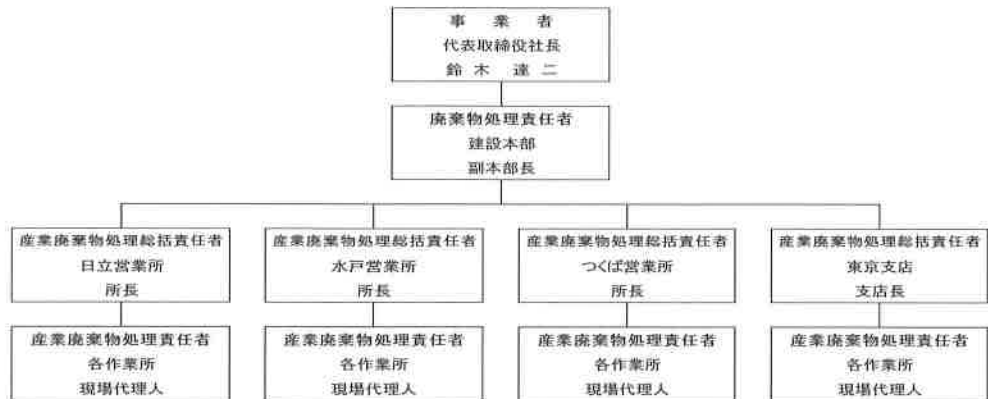 事業者
代表取締役社長
鈴木 達二
廃棄物処理責任者
建設本部
副本部長
産業廃棄物処理総括責任者
日立営業所
所長
産業廃棄物処理総括責任者
水戸営業所
所長
産業廃棄物処理総括責任者
つくば営業所
所長
産業廃棄物処理総括責任者
東京支店
支店長
産業廃棄物処理責任者
各作業所
現場代理人
産業廃棄物処理責任者
各作業所
現場代理人
産業廃棄物処理責任者
各作業所
現場代理人
産業廃棄物処理責任者
各作業所
現場代理人